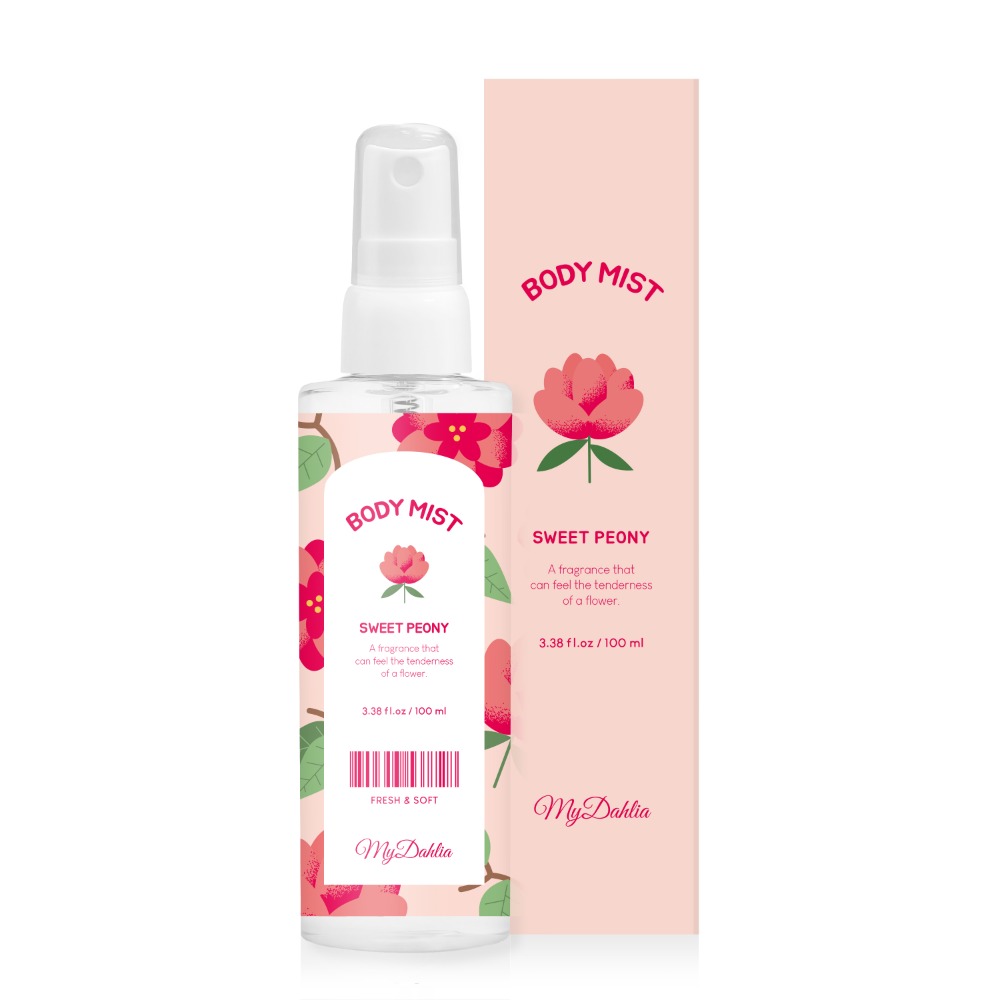 BODY MIST
SWEET PEONY
A fragrance that
can feel the tenderness
of a flower.
3.38 fl.oz / 100 ml
FRESH & SOFT
MyDahlia
BODY MIST
SWEET PEONY
A fragrance that
can feel the tenderness
of a flower.
3.38 fl.oz / 100 ml
MyDahlia